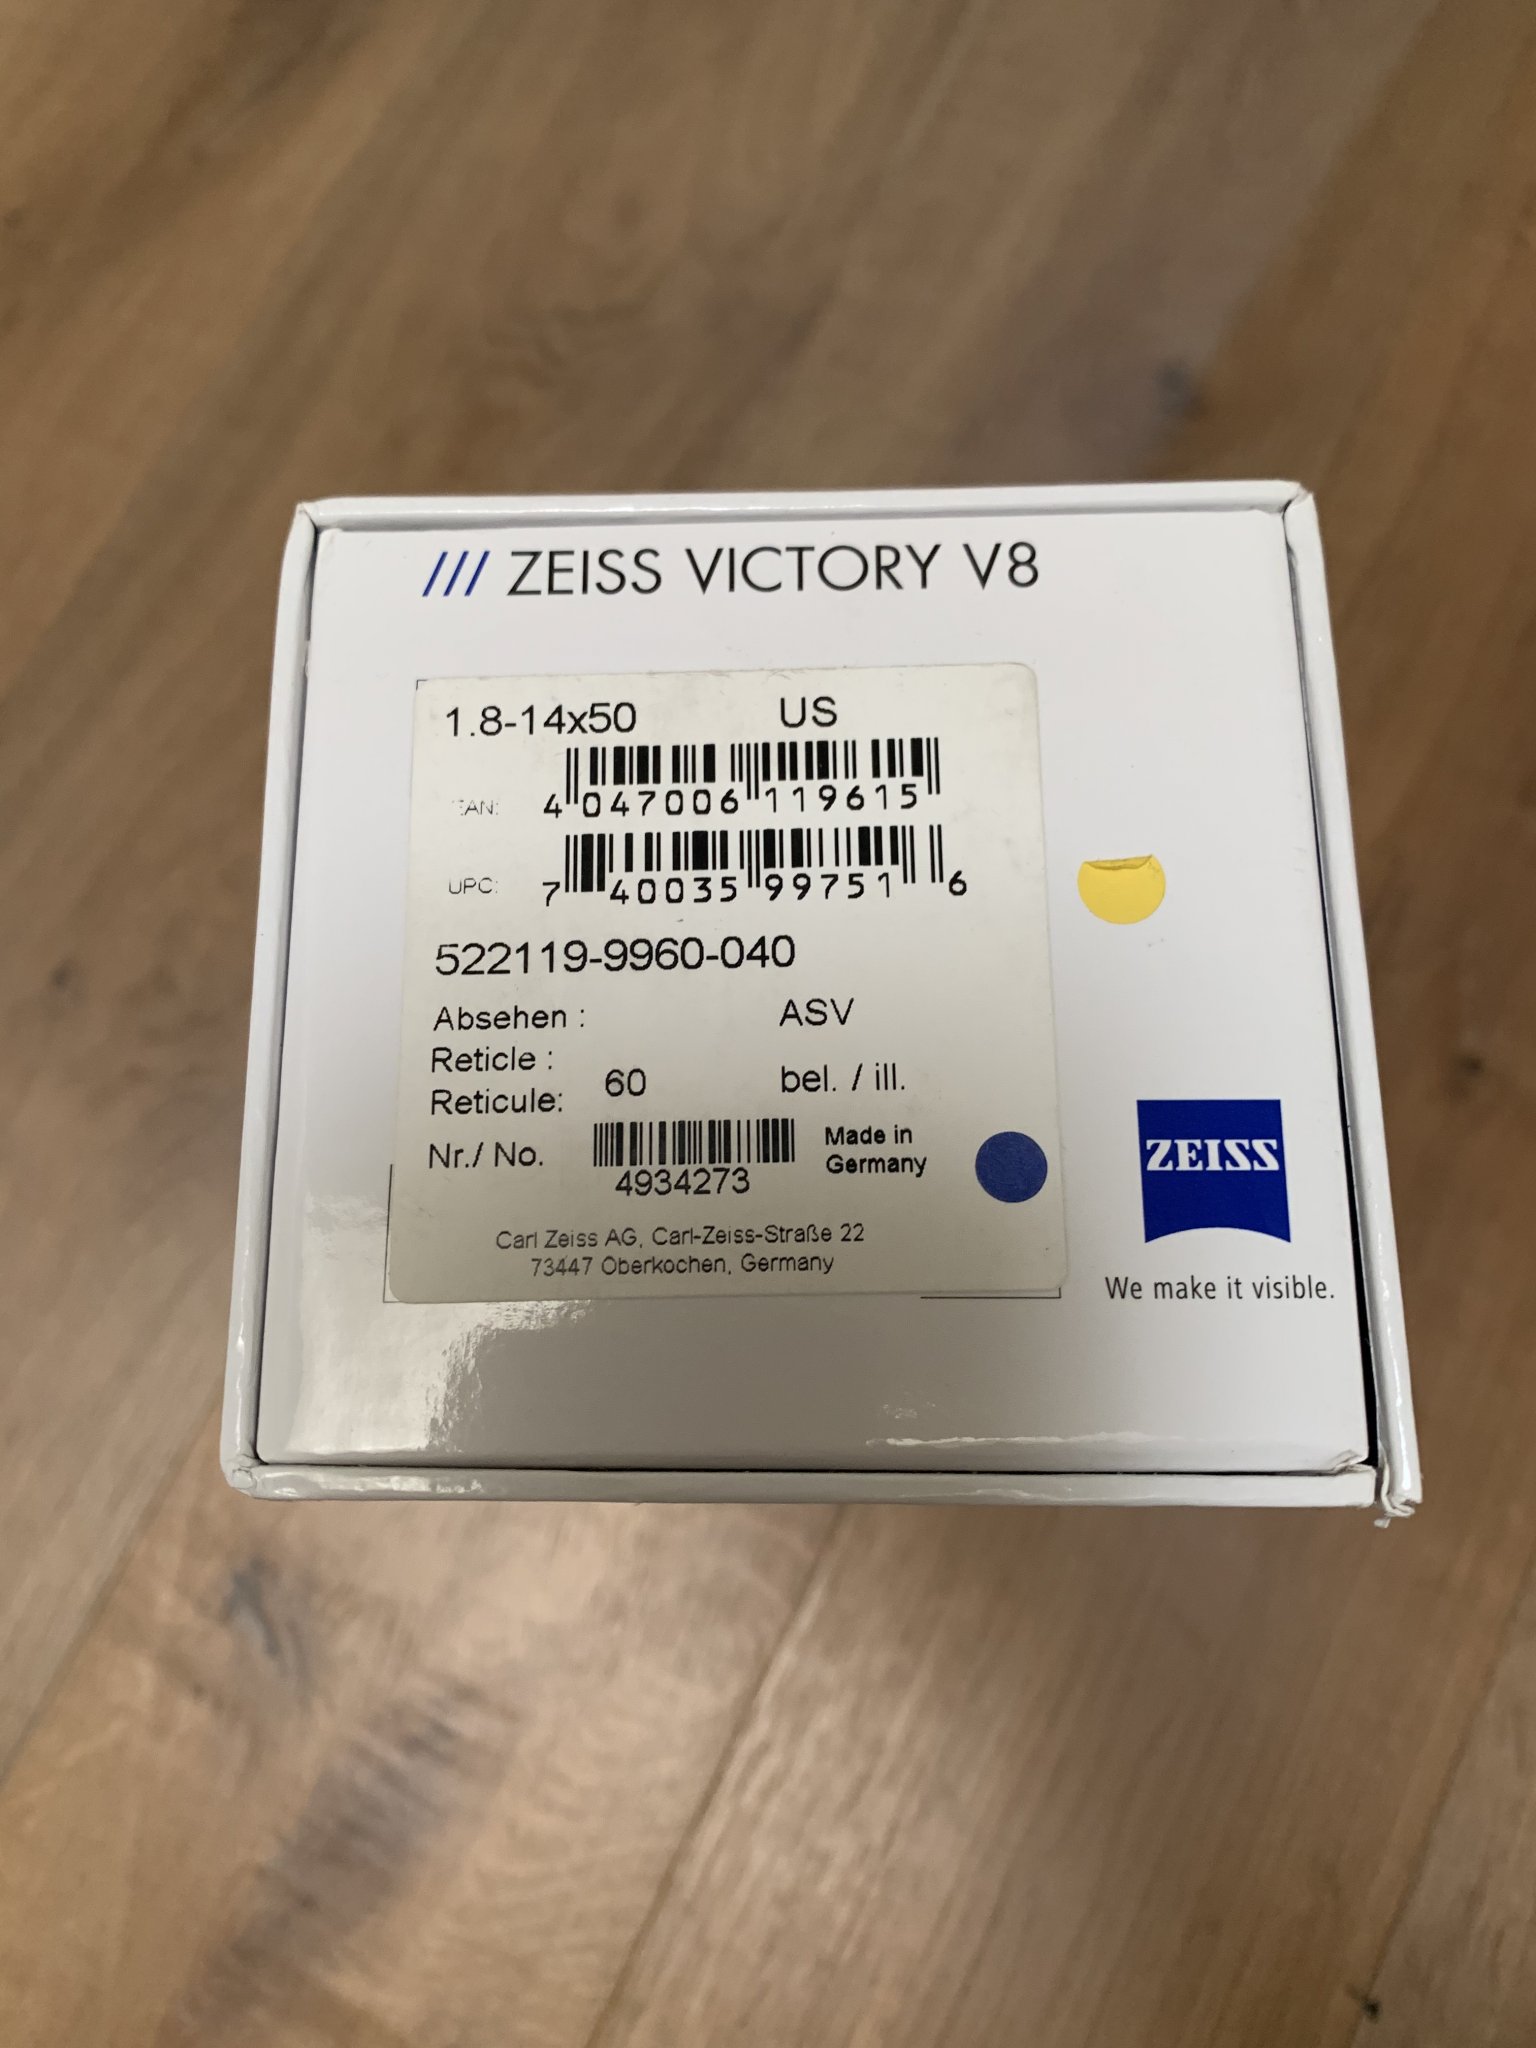 /// ZEISS VICTORY V8
1.8-14x50 US
EAN: 4 047006 119615
UPC: 7 40035 99751 6
522119-9960-040
Absehen : ASV
Reticle :
Reticule: 60 bel. / ill.
Nr./ No. 4934273 Made in Germany
Carl Zeiss AG, Carl-Zeiss-Straße 22
73447 Oberkochen, Germany
ZEISS
We make it visible.